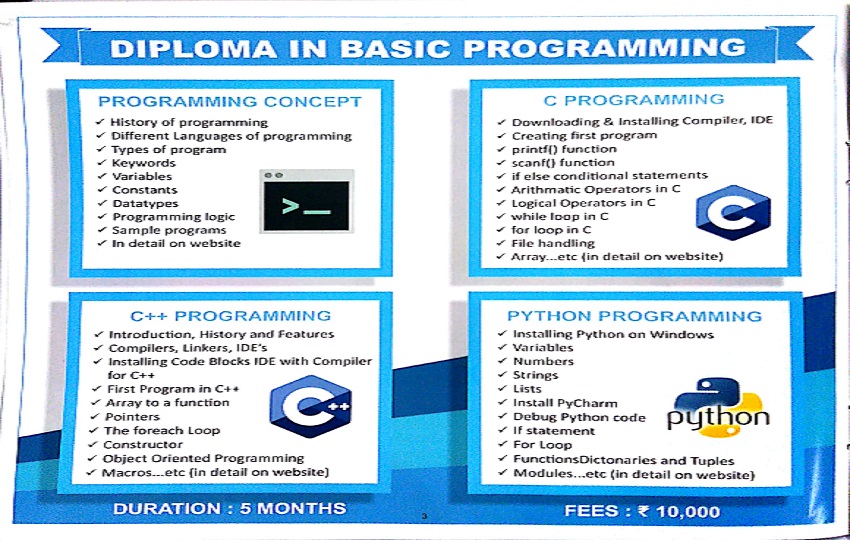 DIPLOMA IN BASIC PROGRAMMING
PROGRAMMING CONCEPT
✓ History of programming
✓ Different Languages of programming
✓ Types of program
✓ Keywords
✓ Variables
✓ Constants
✓ Datatypes
✓ Programming logic
✓ Sample programs
✓ In detail on website
C PROGRAMMING
✓ Downloading & Installing Compiler, IDE
✓ Creating first program
✓ printf() function
✓ scanf() function
✓ if else conditional statements
✓ Arithmatic Operators in C
✓ Logical Operators in C
✓ while loop in C
✓ for loop in C
✓ File handling
✓ Array...etc (in detail on website)
C
C++ PROGRAMMING
✓ Introduction, History and Features
✓ Compilers, Linkers, IDE's
✓ Installing Code Blocks IDE with Compiler
for C++
✓ First Program in C++
✓ Array to a function
✓ Pointers
✓ The foreach Loop
✓ Constructor
✓ Object Oriented Programming
✓ Macros...etc (in detail on website)
C++
PYTHON PROGRAMMING
✓ Installing Python on Windows
✓ Variables
✓ Numbers
✓ Strings
✓ Lists
✓ Install PyCharm
✓ Debug Python code
✓ If statement
✓ For Loop
✓ FunctionsDictonaries and Tuples
✓ Modules...etc (in detail on website)
python
DURATION : 5 MONTHS
3
FEES : ₹ 10,000